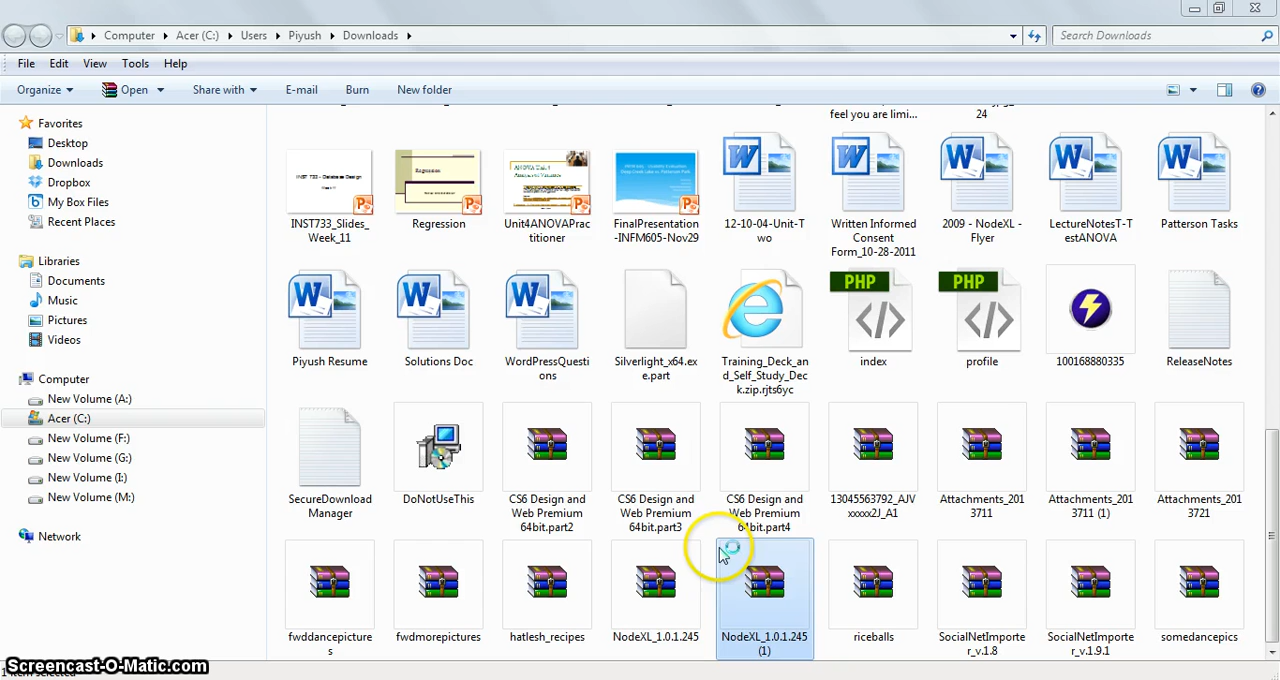 Computer ▸ Acer (C:) ▸ Users ▸ Piyush ▸ Downloads ▸
Search Downloads
File Edit View Tools Help
Organize Open Share with E-mail Burn New folder
Favorites
Desktop
Downloads
Dropbox
My Box Files
Recent Places
Libraries
Documents
Music
Pictures
Videos
Computer
New Volume (A:)
Acer (C:)
New Volume (F:)
New Volume (G:)
New Volume (I:)
New Volume (M:)
Network
feel you are limi...
24
INST 733 – Database Design
Regression
INST733_Slides_
Week_11
Regression
Unit4ANOVAPrac
titioner
FinalPresentation
-INFM605-Nov29
12-10-04-Unit-T
wo
Written Informed
Consent
Form_10-28-2011
2009 - NodeXL -
Flyer
LectureNotesT-T
estANOVA
Patterson Tasks
Piyush Resume
Solutions Doc
WordPressQuesti
ons
Silverlight_x64.ex
e.part
Training_Deck_an
d_Self_Study_Dec
k.zip.rjts6yc
PHP
index
PHP
profile
100168880335
ReleaseNotes
SecureDownload
Manager
DoNotUseThis
CS6 Design and
Web Premium
64bit.part2
CS6 Design and
Web Premium
64bit.part3
CS6 Design and
Web Premium
64bit.part4
13045563792_AJV
xxxxx2J_A1
Attachments_201
3711
Attachments_201
3711 (1)
Attachments_201
3721
fwddancepicture
s
fwdmorepictures
hatlesh_recipes
NodeXL_1.0.1.245
NodeXL_1.0.1.245
(1)
riceballs
SocialNetImporte
r_v.1.8
SocialNetImporte
r_v.1.9.1
somedancepics
Screencast-O-Matic.com